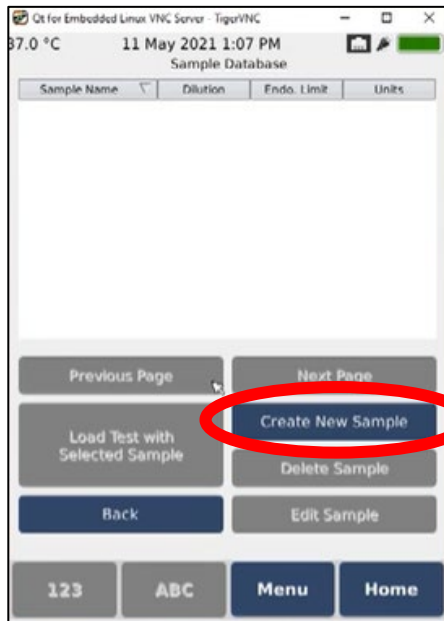 Qt for Embedded Linux VNC Server - TigerVNC
37.0 °C 11 May 2021 1:07 PM
Sample Database
Sample Name Dilution Endo. Limit Units
Previous Page Next Page
Load Test with
Selected Sample
Create New Sample
Delete Sample
Back Edit Sample
123 ABC Menu Home